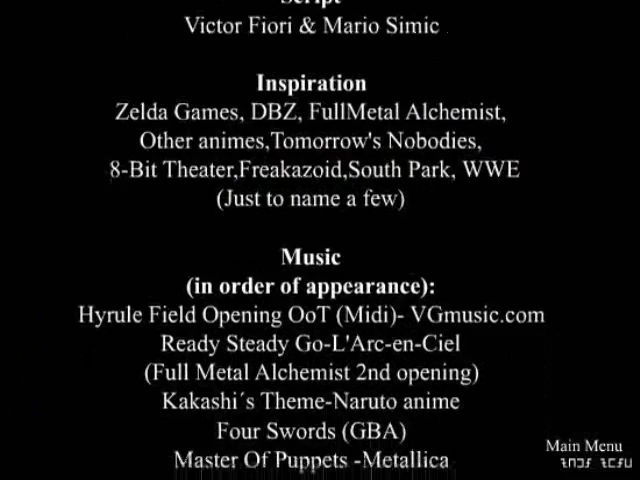 Script
Victor Fiori & Mario Simic
Inspiration
Zelda Games, DBZ, FullMetal Alchemist,
Other animes,Tomorrow's Nobodies,
8-Bit Theater,Freakazoid,South Park, WWE
(Just to name a few)
Music
(in order of appearance):
Hyrule Field Opening OoT (Midi)- VGmusic.com
Ready Steady Go-L'Arc-en-Ciel
(Full Metal Alchemist 2nd opening)
Kakashi´s Theme-Naruto anime
Four Swords (GBA)
Master Of Puppets -Metallica
Main Menu